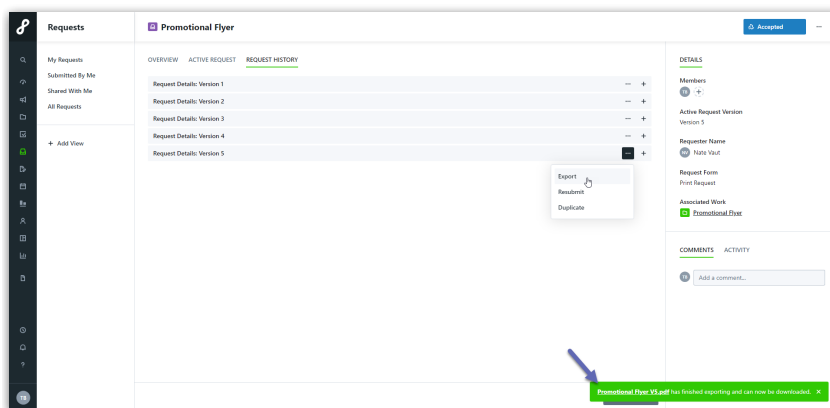 Requests
Promotional Flyer
Accepted
My Requests
Submitted By Me
Shared With Me
All Requests
+ Add View
OVERVIEW ACTIVE REQUEST REQUEST HISTORY
Request Details: Version 1
Request Details: Version 2
Request Details: Version 3
Request Details: Version 4
Request Details: Version 5
Export
Resubmit
Duplicate
DETAILS
Members
TB
Active Request Version
Version 5
Requester Name
NV Nate Vaut
Request Form
Print Request
Associated Work
Promotional Flyer
COMMENTS ACTIVITY
TB Add a comment...
Promotional Flyer V5.pdf has finished exporting and can now be downloaded. ×
TB